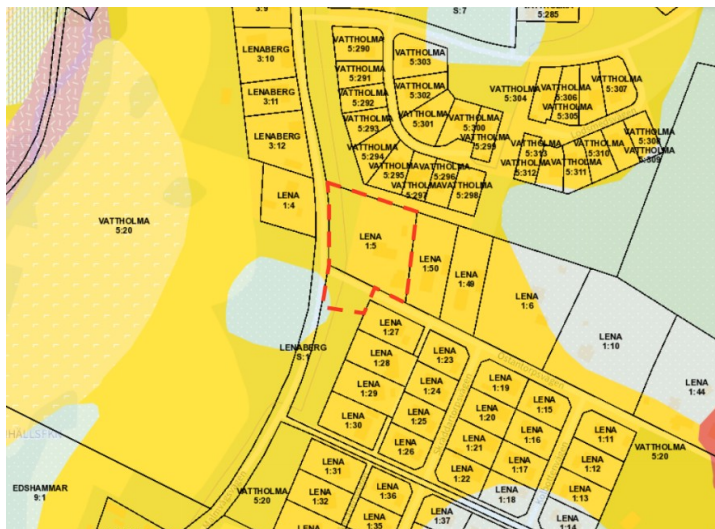 3:9
S:7
5:285
LENABERG
3:10
LENABERG
3:11
LENABERG
3:12
LENA
1:4
VATTHOLMA
5:290
VATTHOLMA
5:291
VATTHOLMA
5:292
VATTHOLMA
5:293
VATTHOLMA
5:294
VATTHOLMA
5:295
VATTHOLMA
5:296
VATTHOLMA
5:297
VATTHOLMA
5:298
VATTHOLMA
5:303
VATTHOLMA
5:302
VATTHOLMA
5:301
VATTHOLMA
5:300
VATTHOLMA
5:299
VATTHOLMA
5:304
VATTHOLMA
5:306
VATTHOLMA
5:305
VATTHOLMA
5:307
VATTHOLMA
5:308
VATTHOLMA
5:309
VATTHOLMA
5:310
VATTHOLMA
5:311
VATTHOLMA
5:313
5:312
VATTHOLMA
5:20
LENA
1:5
LENA
1:50
LENA
1:49
LENA
1:6
LENA
1:10
LENA
1:44
LENABERG
S:1
LENA
1:27
LENA
1:28
LENA
1:29
LENA
1:30
LENA
1:23
LENA
1:24
LENA
1:25
LENA
1:26
LENA
1:19
LENA
1:20
LENA
1:21
LENA
1:22
LENA
1:15
LENA
1:16
LENA
1:17
LENA
1:18
LENA
1:11
LENA
1:12
LENA
1:13
LENA
1:14
VATTHOLMA
5:20
EDSHAMMAR
9:1
VATTHOLMA
5:20
LENA
1:31
LENA
1:32
LENA
LENA
1:36
LENA
1:35
LENA
1:37